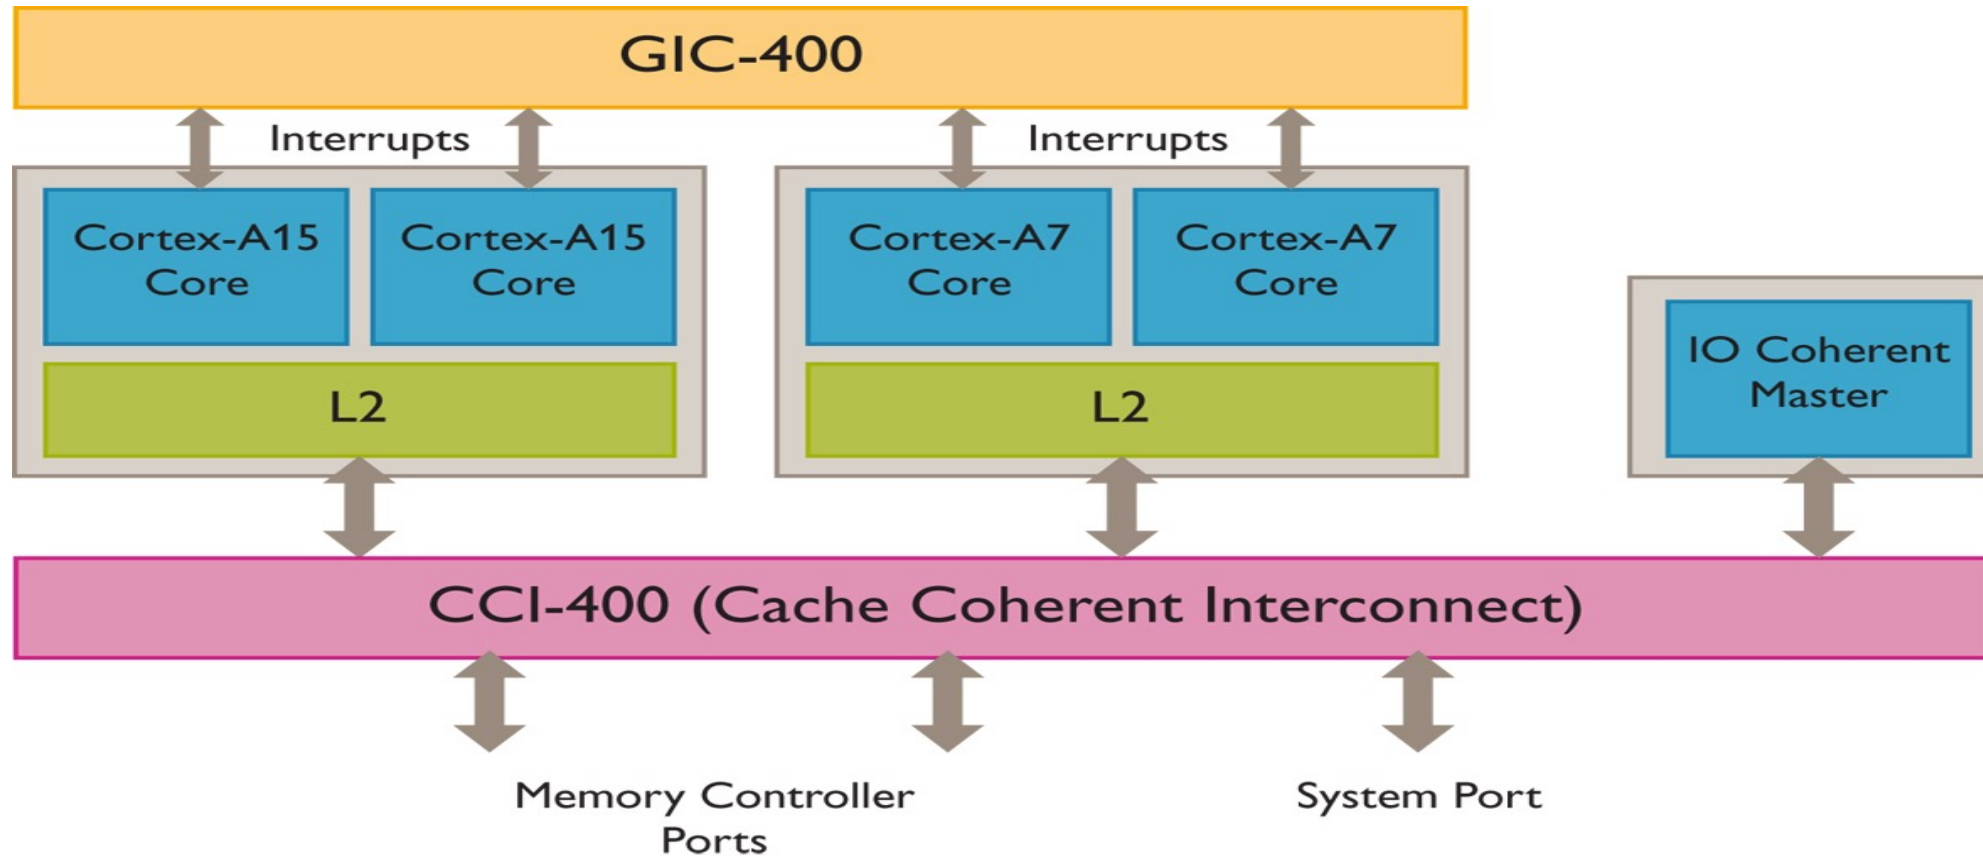 GIC-400
Interrupts
Interrupts
Cortex-A15
Core
Cortex-A15
Core
Cortex-A7
Core
Cortex-A7
Core
IO Coherent
Master
L2
L2
CCI-400 (Cache Coherent Interconnect)
Memory Controller
Ports
System Port